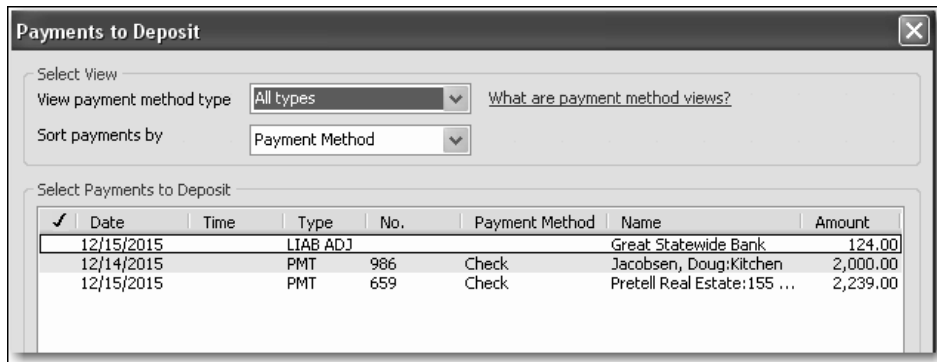 Payments to Deposit
Select View
View payment method type All types What are payment method views?
Sort payments by Payment Method
Select Payments to Deposit
✓ Date Time Type No. Payment Method Name Amount
12/15/2015 LIAB ADJ Great Statewide Bank 124.00
12/14/2015 PMT 986 Check Jacobsen, Doug:Kitchen 2,000.00
12/15/2015 PMT 659 Check Pretell Real Estate:155 ... 2,239.00